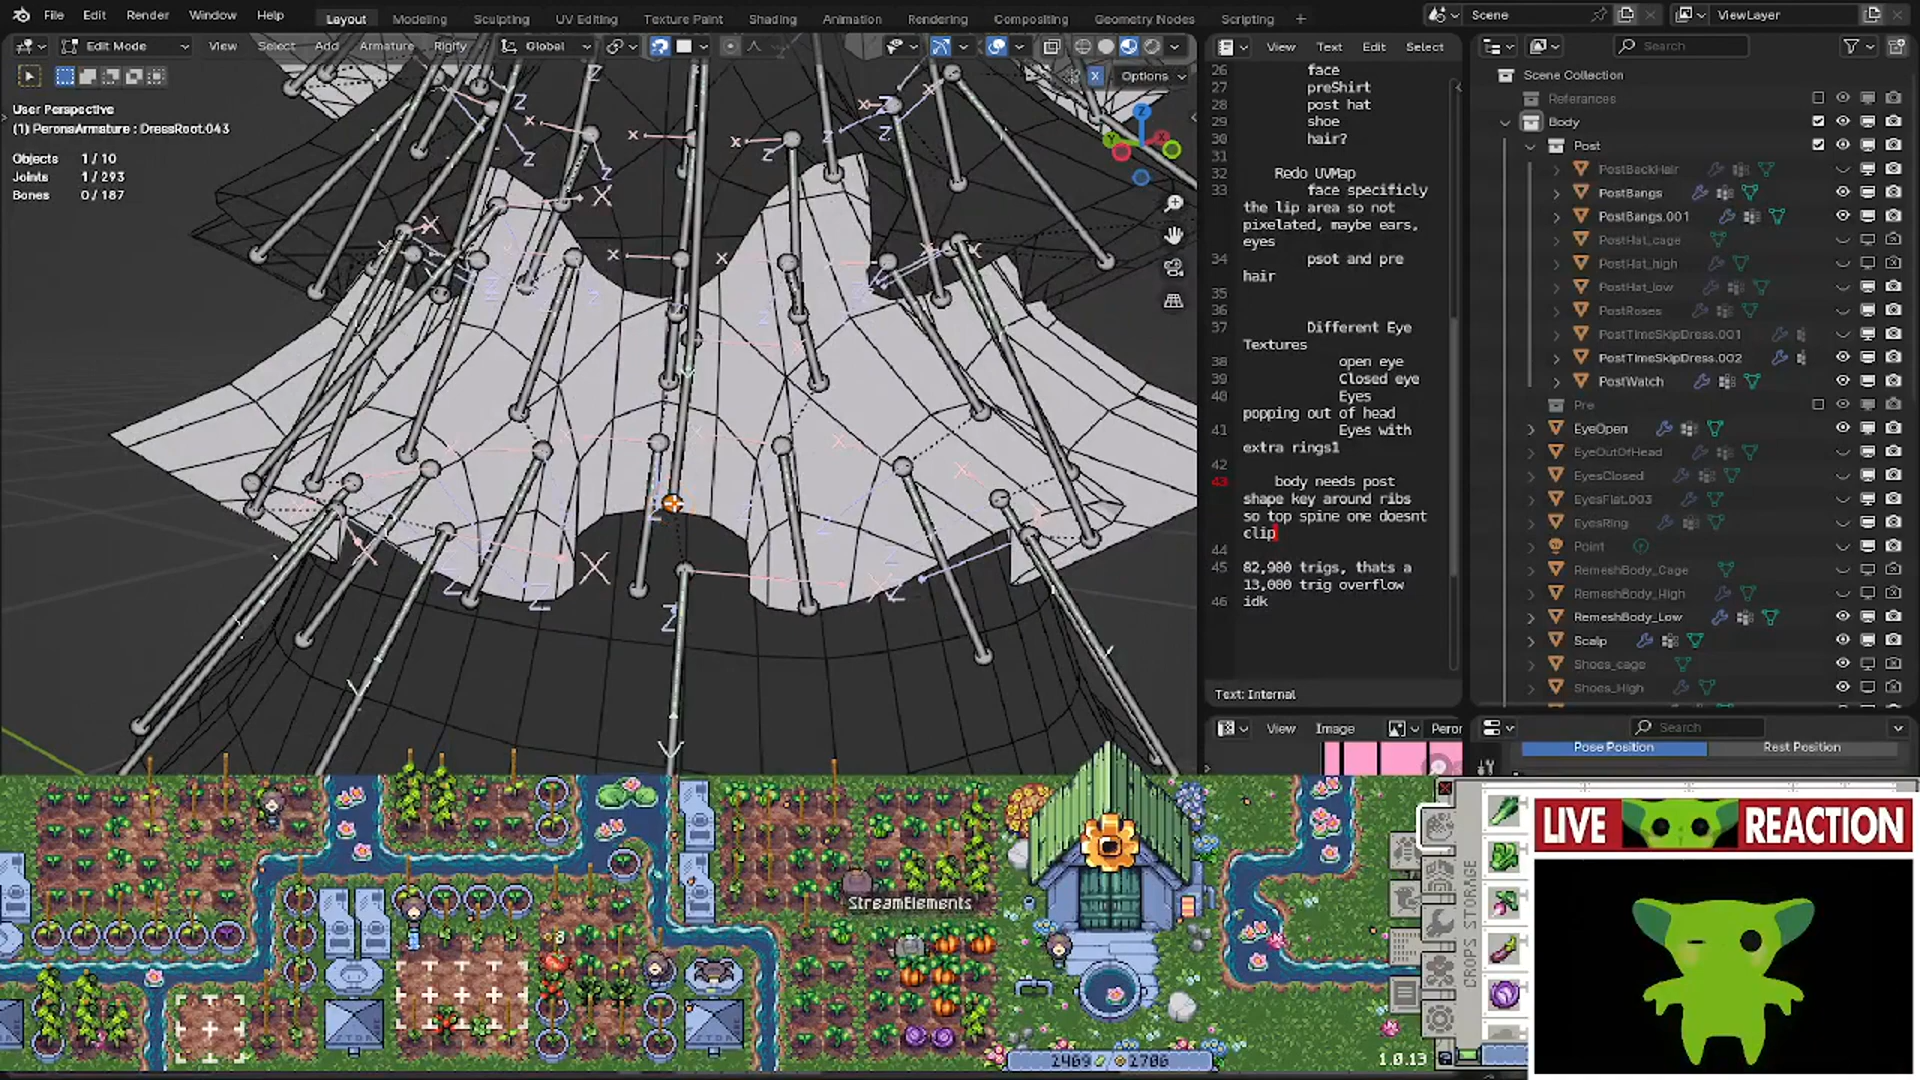 File Edit Render Window Help
Layout Modeling Sculpting UV Editing Texture Paint Shading Animation Rendering Compositing Geometry Nodes Scripting +
Scene
ViewLayer
Edit Mode View Select Add Armature Rigify Global
Options
View Text Edit Select
Search
User Perspective
(1) PeronaArmature : DressRoot.043
Objects 1 / 10
Joints 1 / 293
Bones 0 / 187
26 face
27 preShirt
28 post hat
29 shoe
30 hair?
31
32 Redo UVMap
33 face specificly
the lip area so not
pixelated, maybe ears,
eyes
34 psot and pre
hair
35
36
37 Different Eye
Textures
38 open eye
39 Closed eye
40 Eyes
popping out of head
41 Eyes with
extra rings1
42
43 body needs post
shape key around ribs
so top spine one doesnt
clip
44
45 82,900 trigs, thats a
13,000 trig overflow
46 idk
Text: Internal
View Image Peror
Scene Collection
References
Body
Post
PostBackHair
PostBangs
PostBangs.001
PostHat_cage
PostHat_high
PostHat_low
PostRoses
PostTimeSkipDress.001
PostTimeSkipDress.002
PostWatch
Pre
EyeOpen
EyeOutOfHead
EyesClosed
EyesFlat.003
EyesRing
Point
RemeshBody_Cage
RemeshBody_High
RemeshBody_Low
Scalp
Shoes_cage
Shoes_High
Search
Pose Position Rest Position
StreamElements
CROPS STORAGE
LIVE REACTION
2469 2706
1.0.13